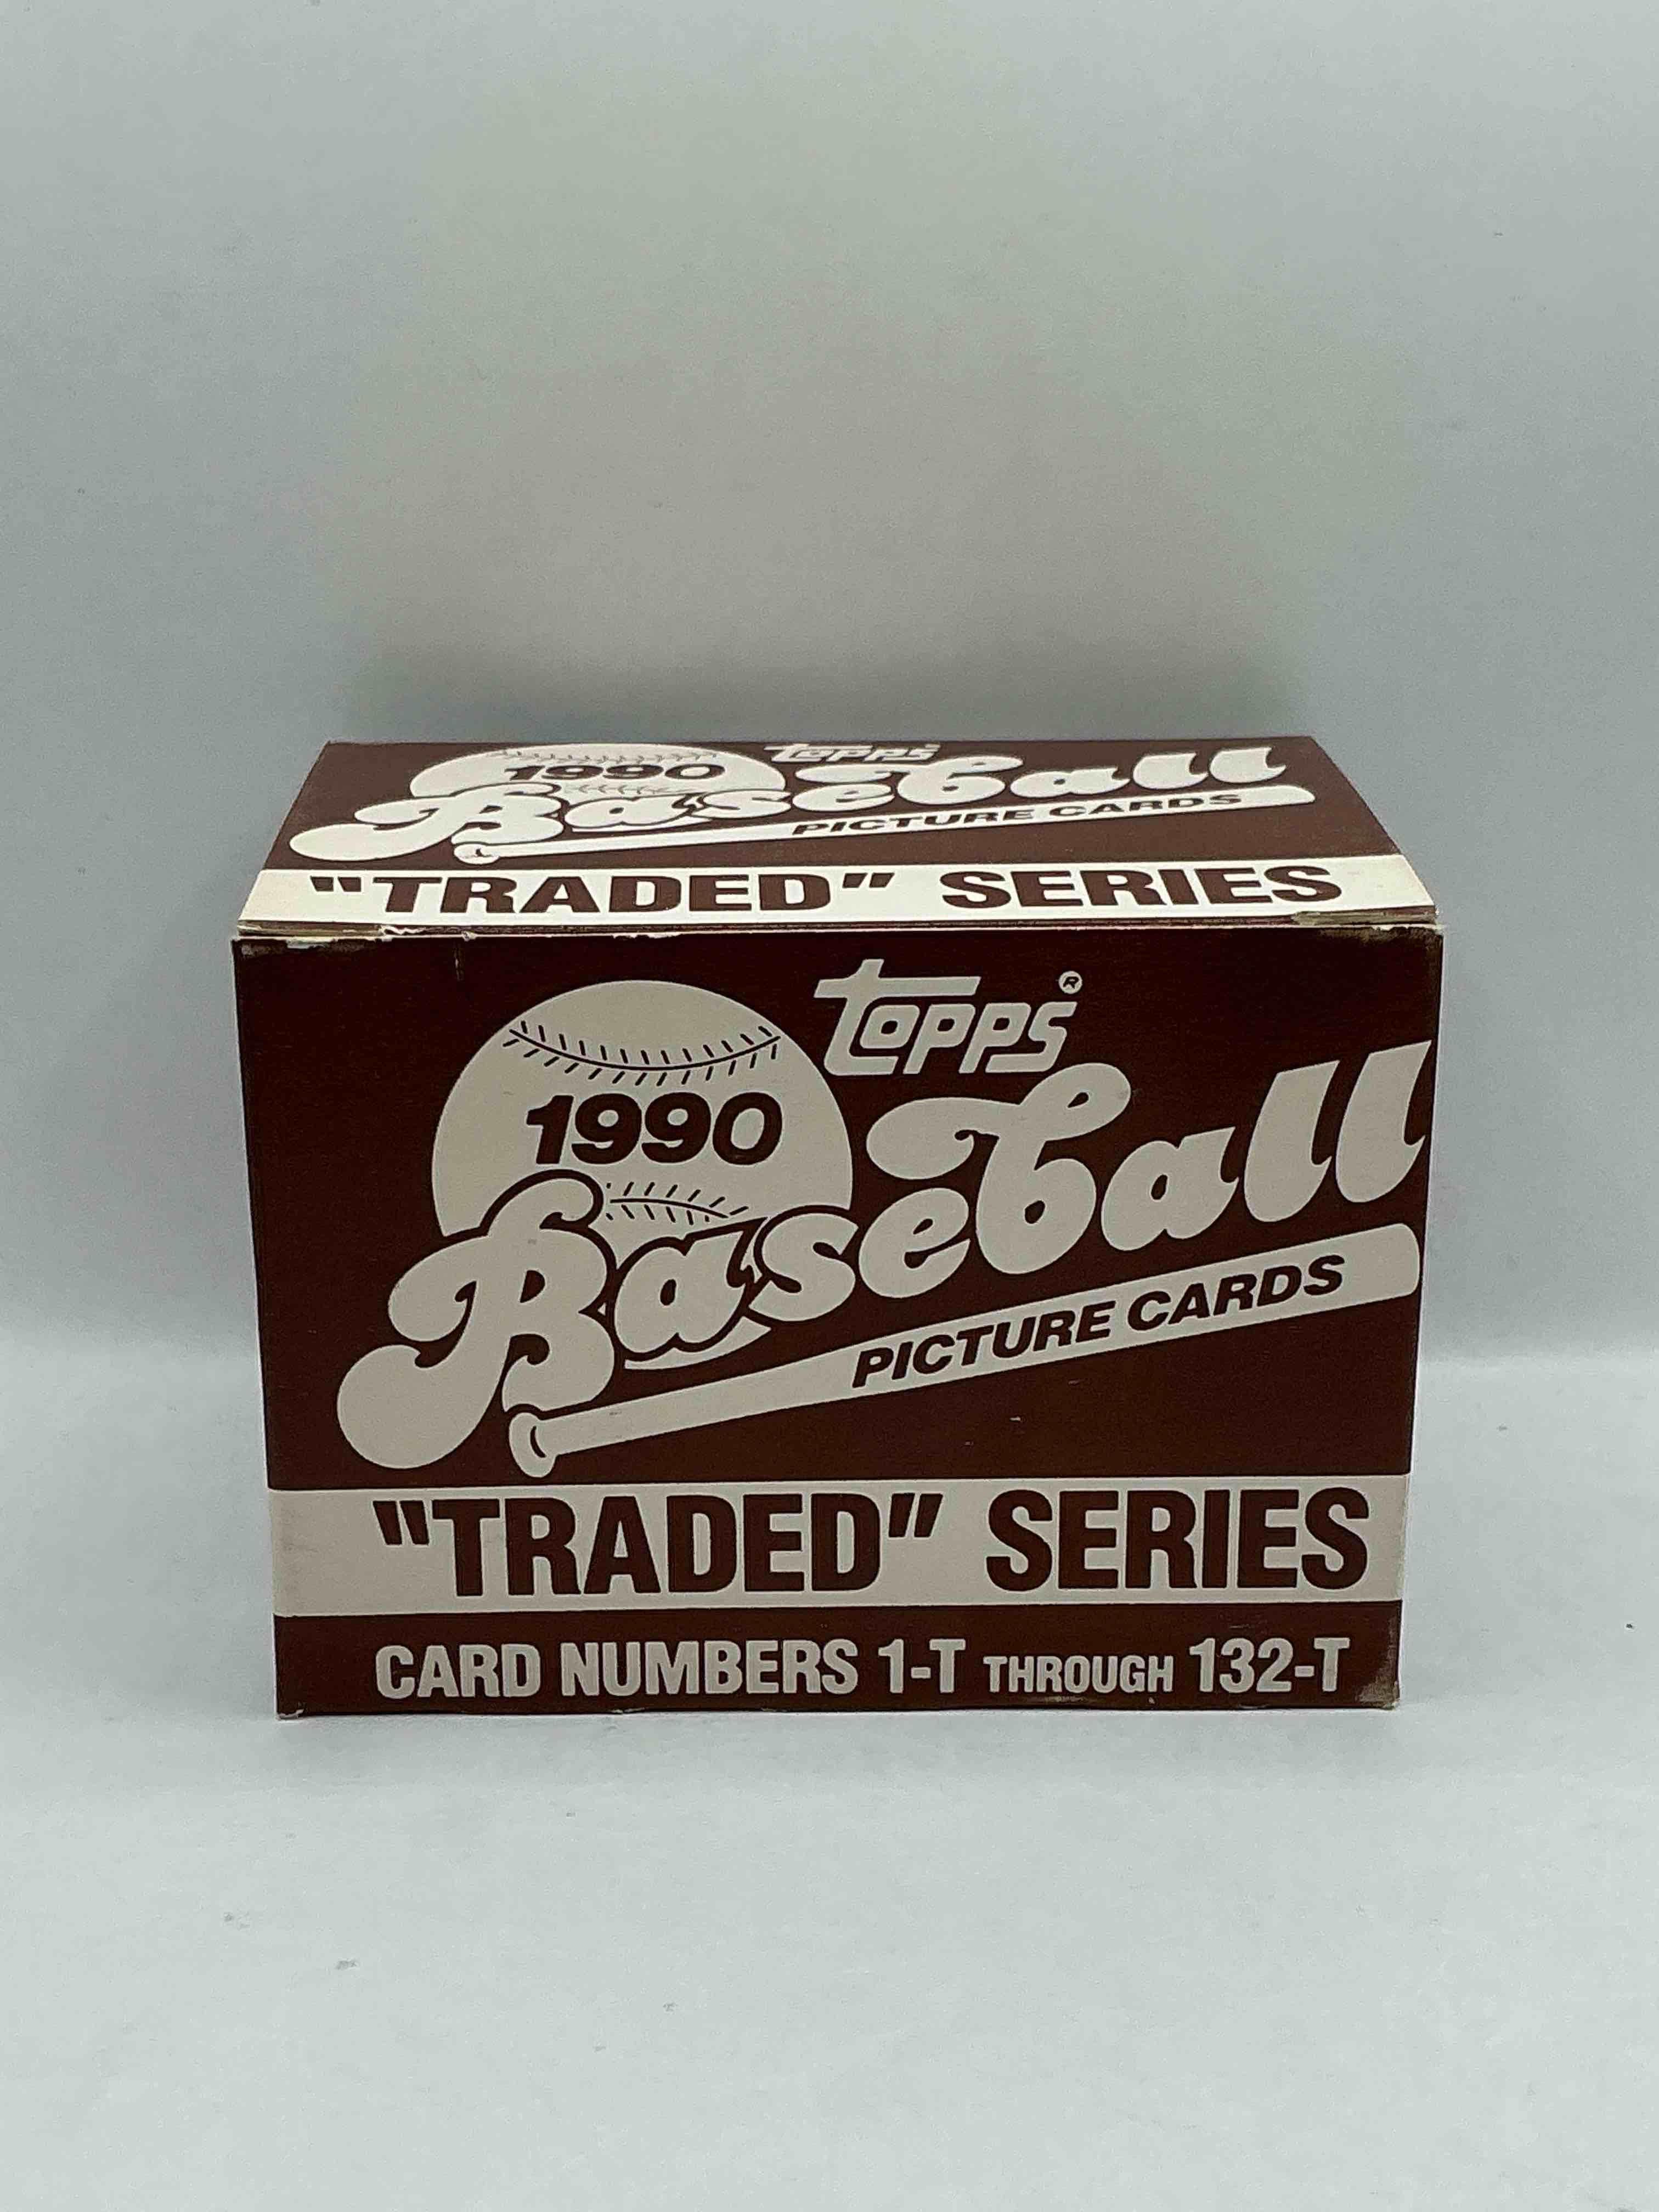 topps
1990
Baseball
PICTURE CARDS
"TRADED" SERIES
topps®
1990
Baseball
PICTURE CARDS
"TRADED" SERIES
CARD NUMBERS 1-T THROUGH 132-T